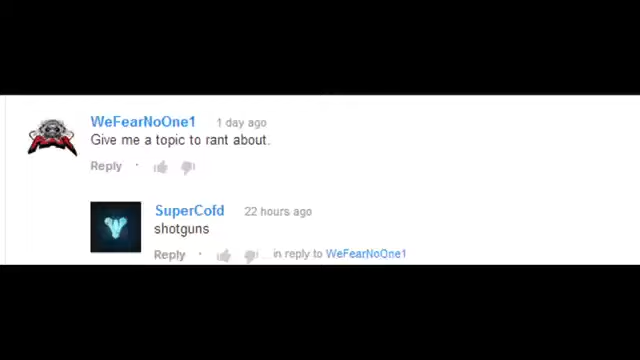 WeFearNoOne1 1 day ago
Give me a topic to rant about.
Reply ·
SuperCofd 22 hours ago
shotguns
Reply · in reply to WeFearNoOne1